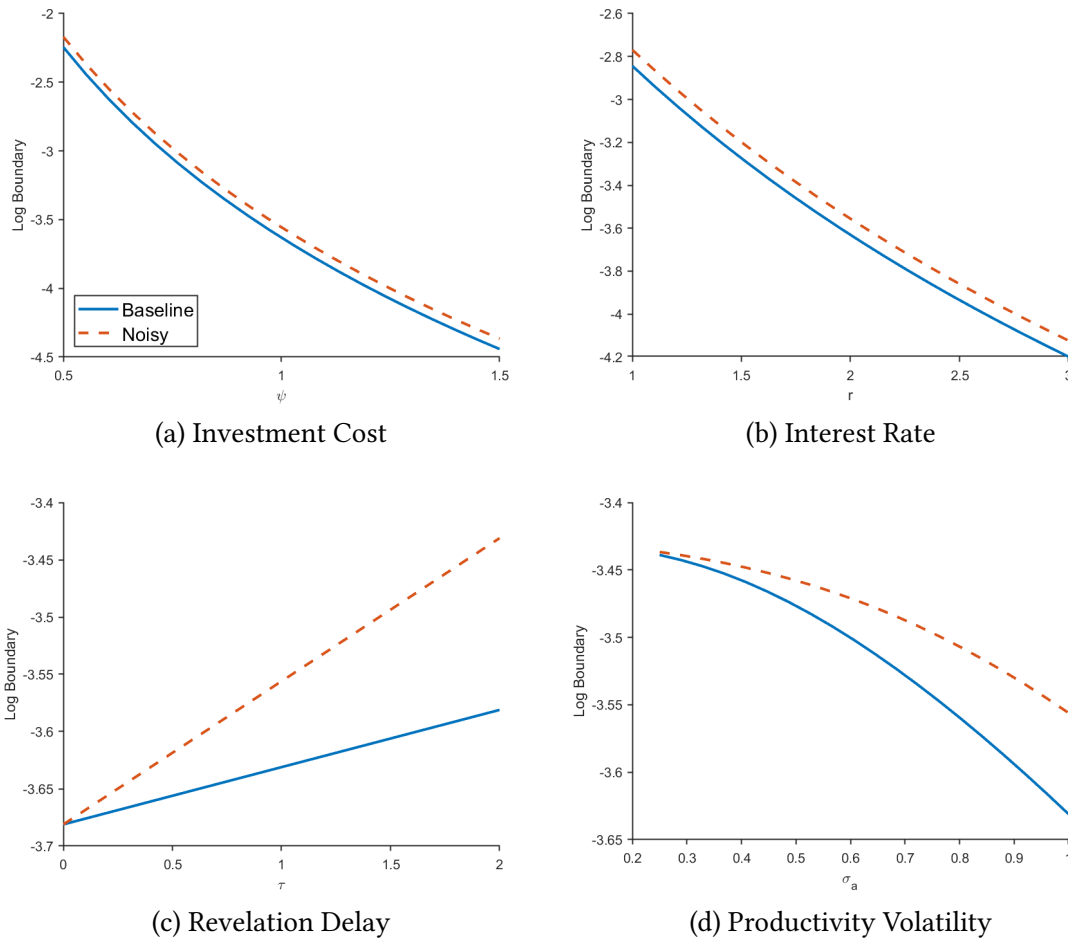 -2
-2.5
-3
-3.5
-4
-4.5
Log Boundary
Baseline
Noisy
0.5 1 1.5
ψ
(a) Investment Cost
-2.6
-2.8
-3
-3.2
-3.4
-3.6
-3.8
-4
-4.2
Log Boundary
1 1.5 2 2.5 3
r
(b) Interest Rate
-3.4
-3.45
-3.5
-3.55
-3.6
-3.65
-3.7
Log Boundary
0 0.5 1 1.5 2
τ
(c) Revelation Delay
-3.4
-3.45
-3.5
-3.55
-3.6
-3.65
Log Boundary
0.2 0.3 0.4 0.5 0.6 0.7 0.8 0.9 1
σa
(d) Productivity Volatility